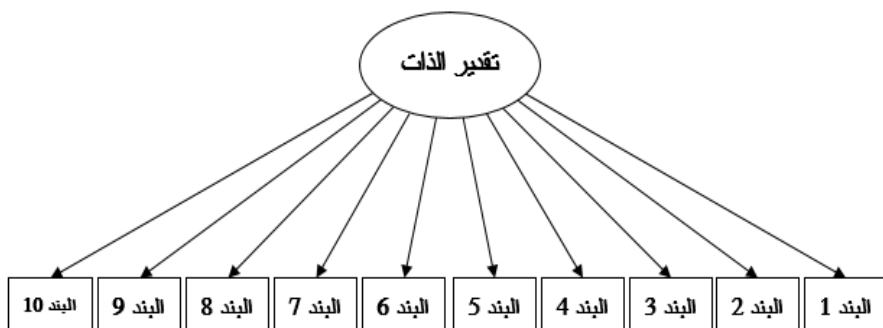 تقدير الذات
البند 1
البند 2
البند 3
البند 4
البند 5
البند 6
البند 7
البند 8
البند 9
البند 10